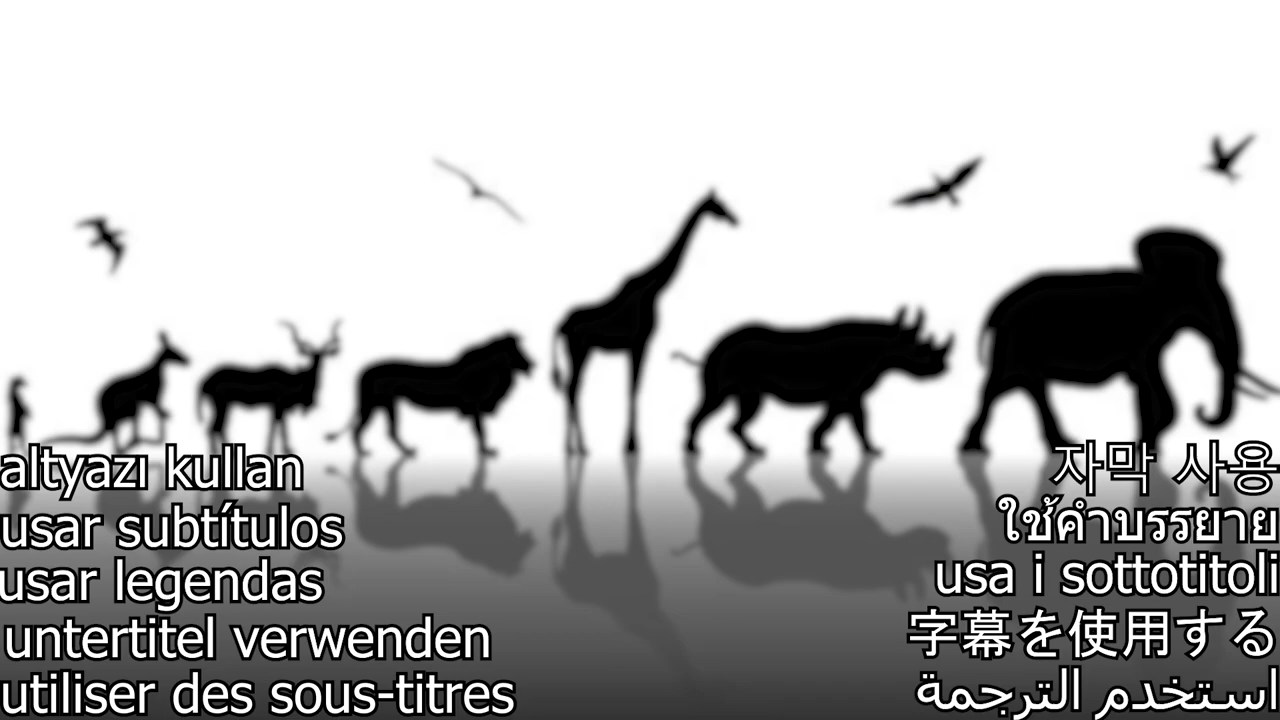 altyazı kullan
usar subtítulos
usar legendas
untertitel verwenden
utiliser des sous-titres
자막 사용
ใช้คำบรรยาย
usa i sottotitoli
字幕を使用する
استخدم الترجمة